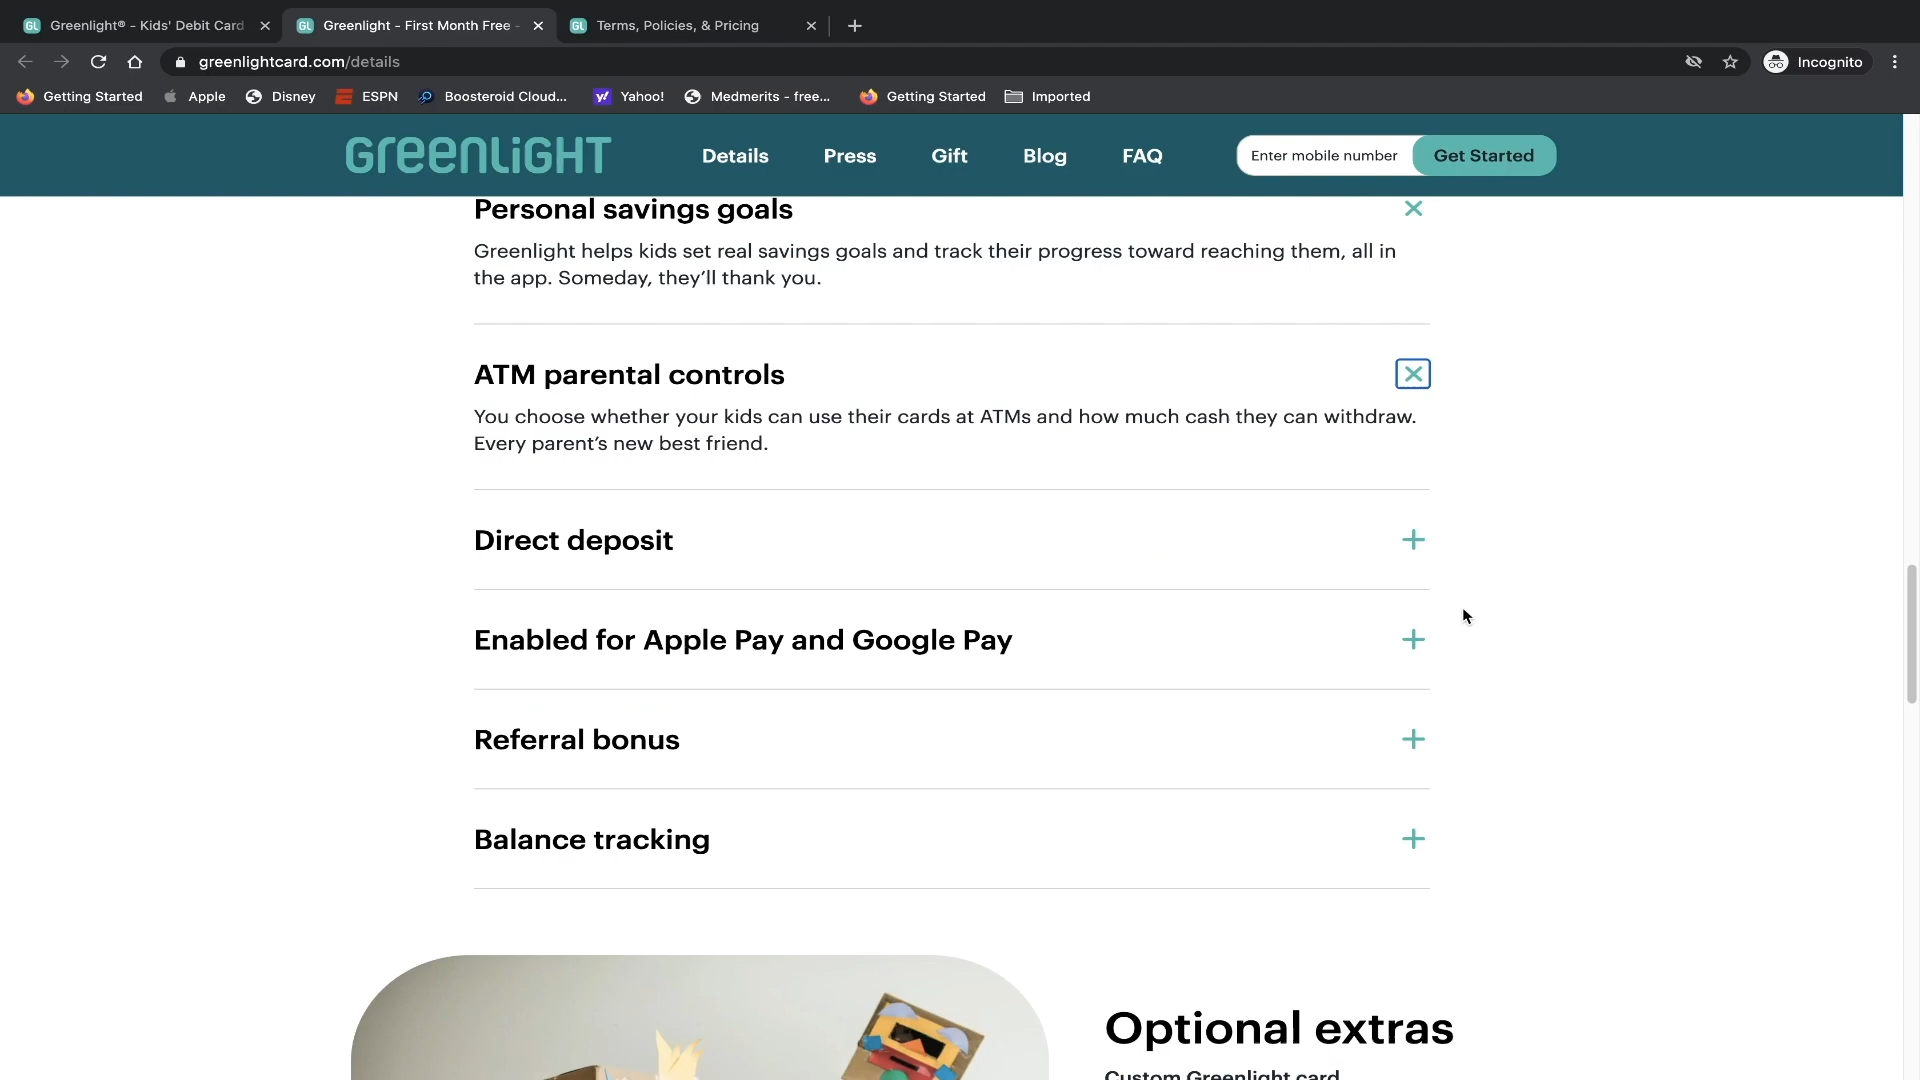 Greenlight® - Kids' Debit Card
Greenlight - First Month Free -
Terms, Policies, & Pricing
greenlightcard.com/details
Incognito
Getting Started
Apple
Disney
ESPN
Boosteroid Cloud...
Yahoo!
Medmerits - free...
Getting Started
Imported
GREENLIGHT
Details
Press
Gift
Blog
FAQ
Enter mobile number
Get Started
Personal savings goals
Greenlight helps kids set real savings goals and track their progress toward reaching them, all in
the app. Someday, they’ll thank you.
ATM parental controls
You choose whether your kids can use their cards at ATMs and how much cash they can withdraw.
Every parent’s new best friend.
Direct deposit
Enabled for Apple Pay and Google Pay
Referral bonus
Balance tracking
Optional extras
Custom Greenlight card